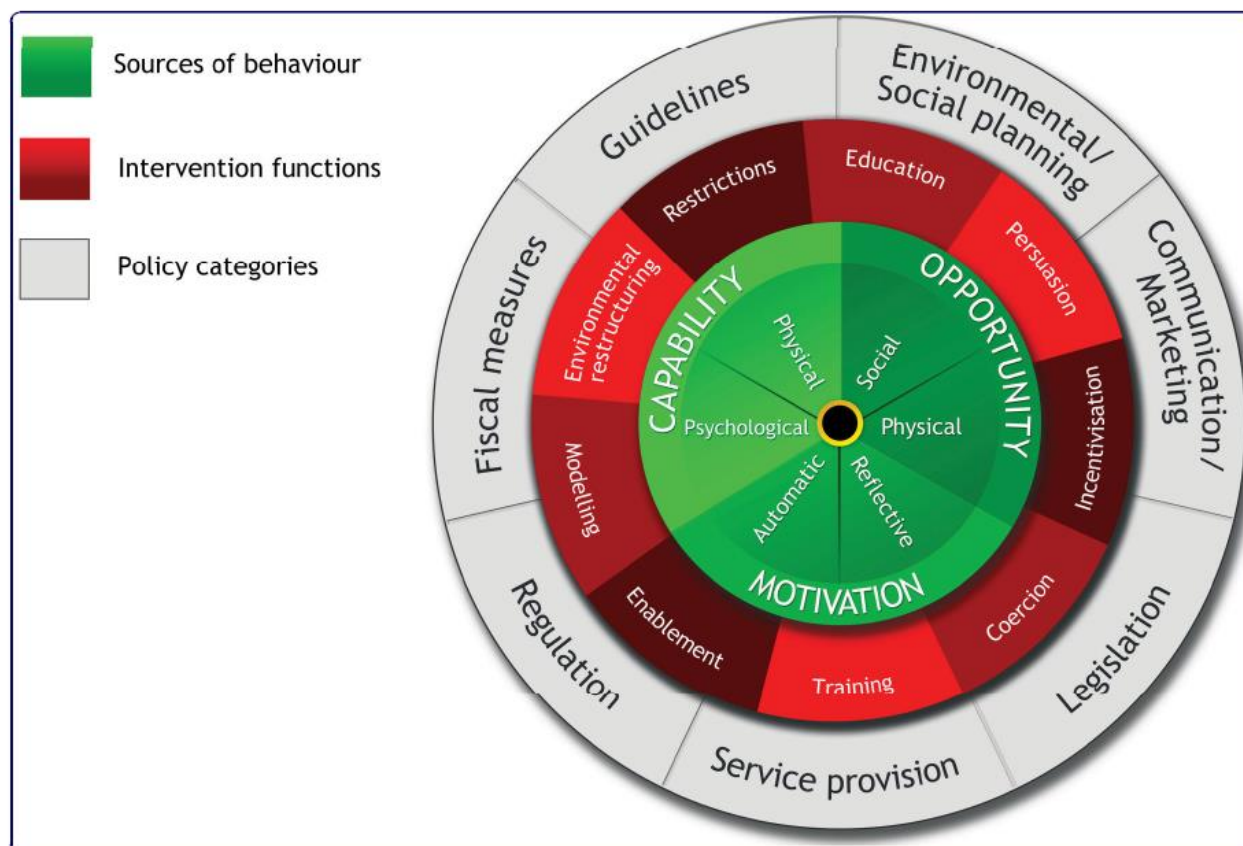 Sources of behaviour
Intervention functions
Policy categories
Guidelines
Environmental/
Social planning
Communication/
Marketing
Legislation
Service provision
Regulation
Fiscal measures
Restrictions
Education
Persuasion
Incentivisation
Coercion
Training
Enablement
Modelling
Environmental
restructuring
CAPABILITY
OPPORTUNITY
MOTIVATION
Physical
Social
Physical
Reflective
Automatic
Psychological